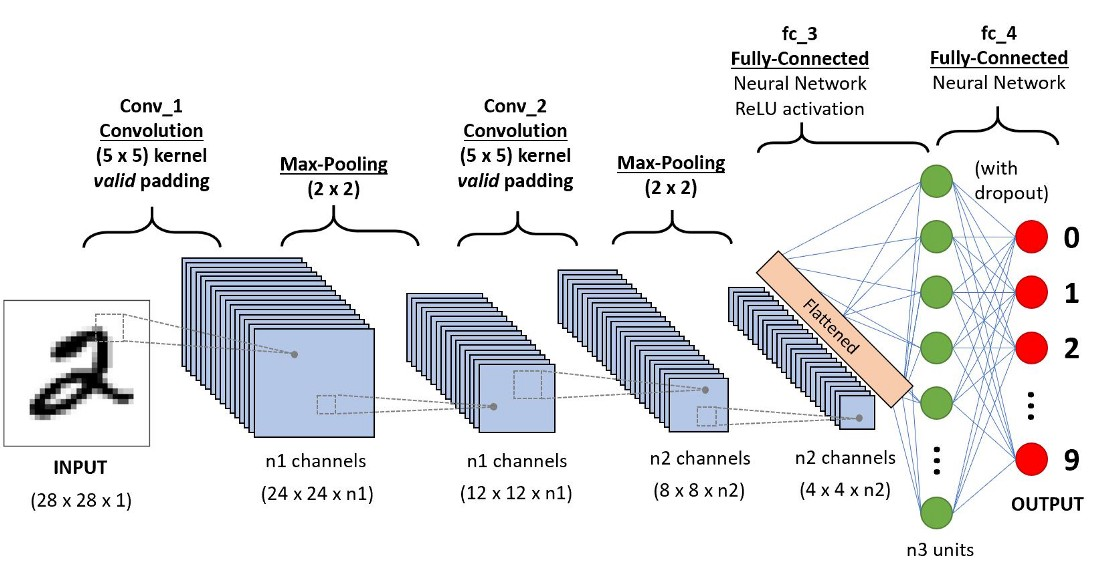 fc_3
Fully-Connected
Neural Network
ReLU activation
fc_4
Fully-Connected
Neural Network
Conv_1
Convolution
(5 x 5) kernel
valid padding
Max-Pooling
(2 x 2)
Conv_2
Convolution
(5 x 5) kernel
valid padding
Max-Pooling
(2 x 2)
(with
dropout)
0
1
2
9
Flattened
2
INPUT
(28 x 28 x 1)
n1 channels
(24 x 24 x n1)
n1 channels
(12 x 12 x n1)
n2 channels
(8 x 8 x n2)
n2 channels
(4 x 4 x n2)
OUTPUT
n3 units